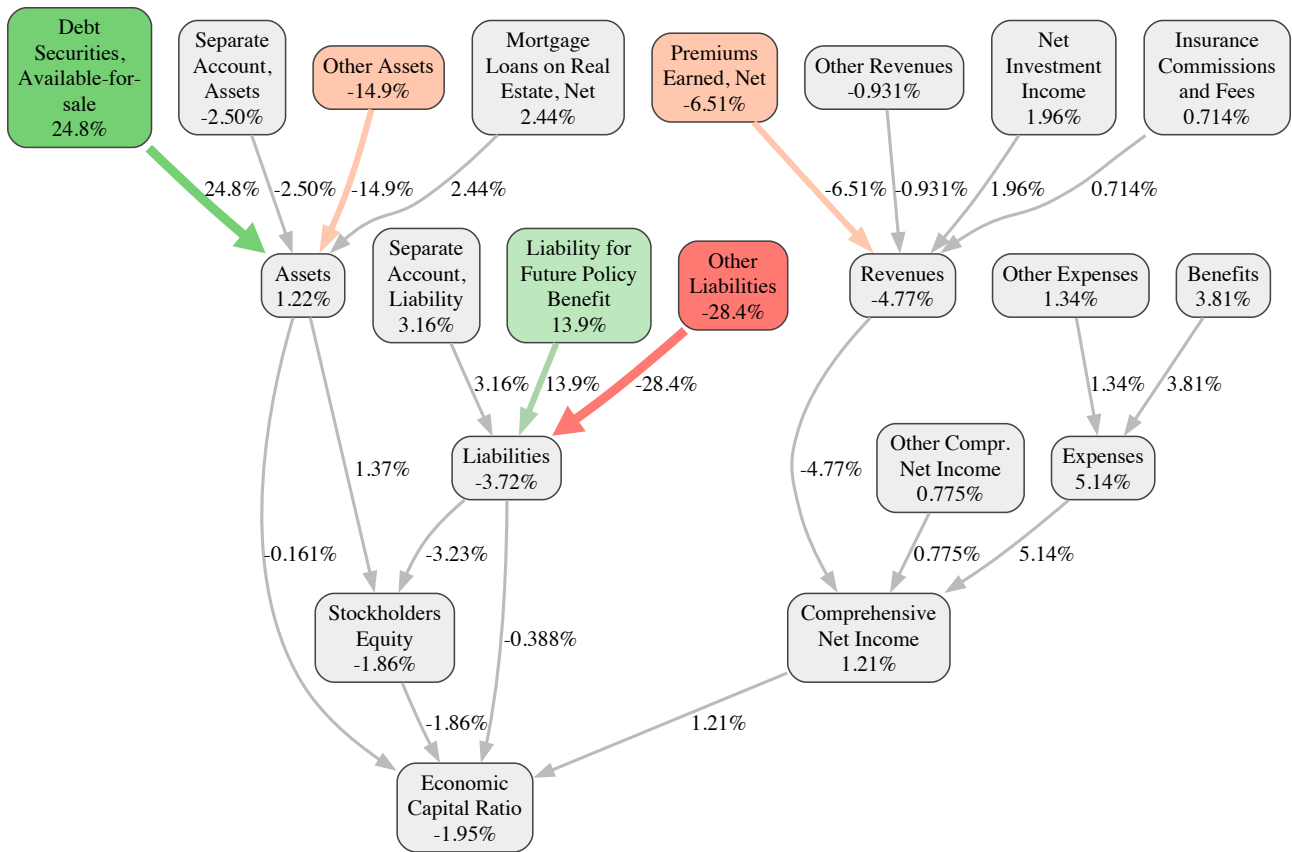 Debt
Securities,
Available-for-
sale
24.8%
Separate
Account,
Assets
-2.50%
Other Assets
-14.9%
Mortgage
Loans on Real
Estate, Net
2.44%
Premiums
Earned, Net
-6.51%
Other Revenues
-0.931%
Net
Investment
Income
1.96%
Insurance
Commissions
and Fees
0.714%
24.8%
-2.50%
-14.9%
2.44%
-6.51%
-0.931%
1.96%
0.714%
Assets
1.22%
Separate
Account,
Liability
3.16%
Liability for
Future Policy
Benefit
13.9%
Other
Liabilities
-28.4%
Revenues
-4.77%
Other Expenses
1.34%
Benefits
3.81%
3.16%
13.9%
-28.4%
1.34%
3.81%
1.37%
Liabilities
-3.72%
-4.77%
Other Compr.
Net Income
0.775%
Expenses
5.14%
-0.161%
-3.23%
0.775%
5.14%
Stockholders
Equity
-1.86%
-0.388%
Comprehensive
Net Income
1.21%
-1.86%
1.21%
Economic
Capital Ratio
-1.95%